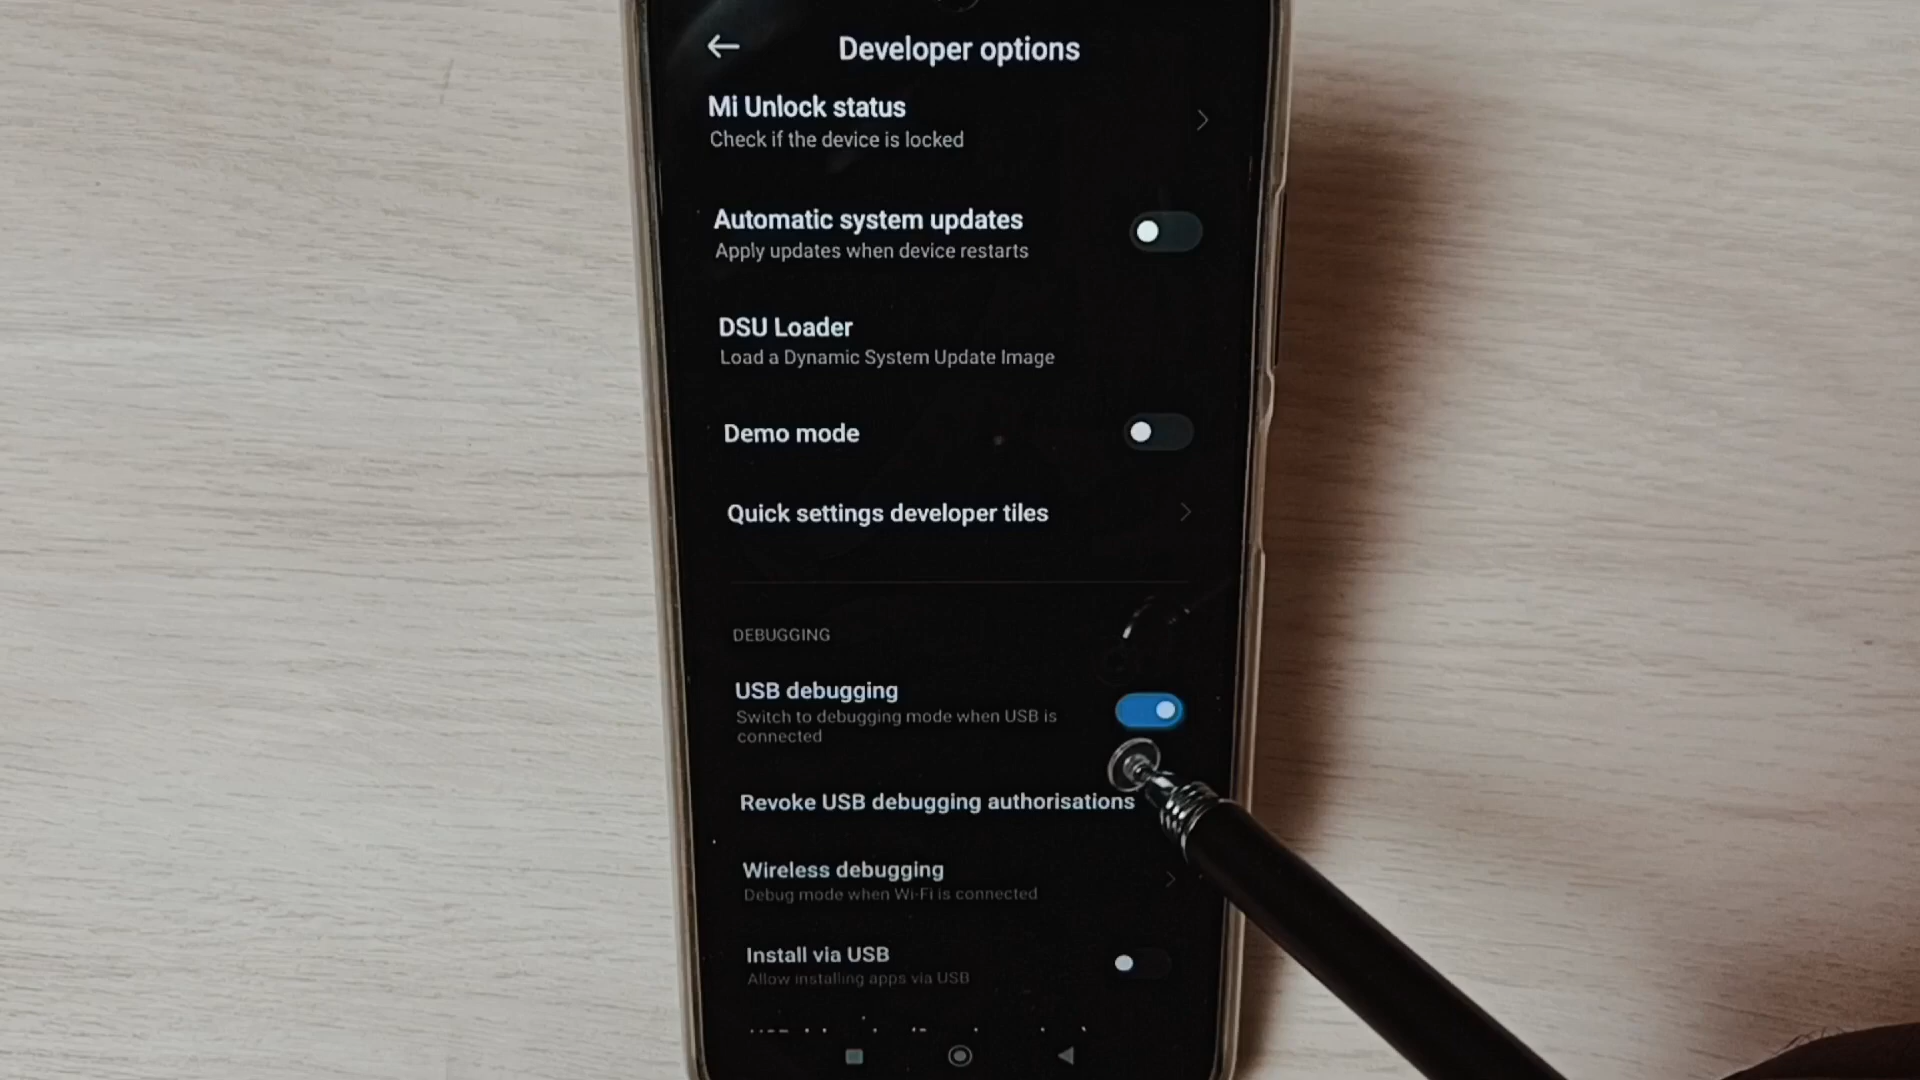 Developer options
Mi Unlock status
Check if the device is locked
Automatic system updates
Apply updates when device restarts
DSU Loader
Load a Dynamic System Update Image
Demo mode
Quick settings developer tiles
DEBUGGING
USB debugging
Switch to debugging mode when USB is
connected
Revoke USB debugging authorisations
Wireless debugging
Debug mode when Wi-Fi is connected
Install via USB
Allow installing apps via USB